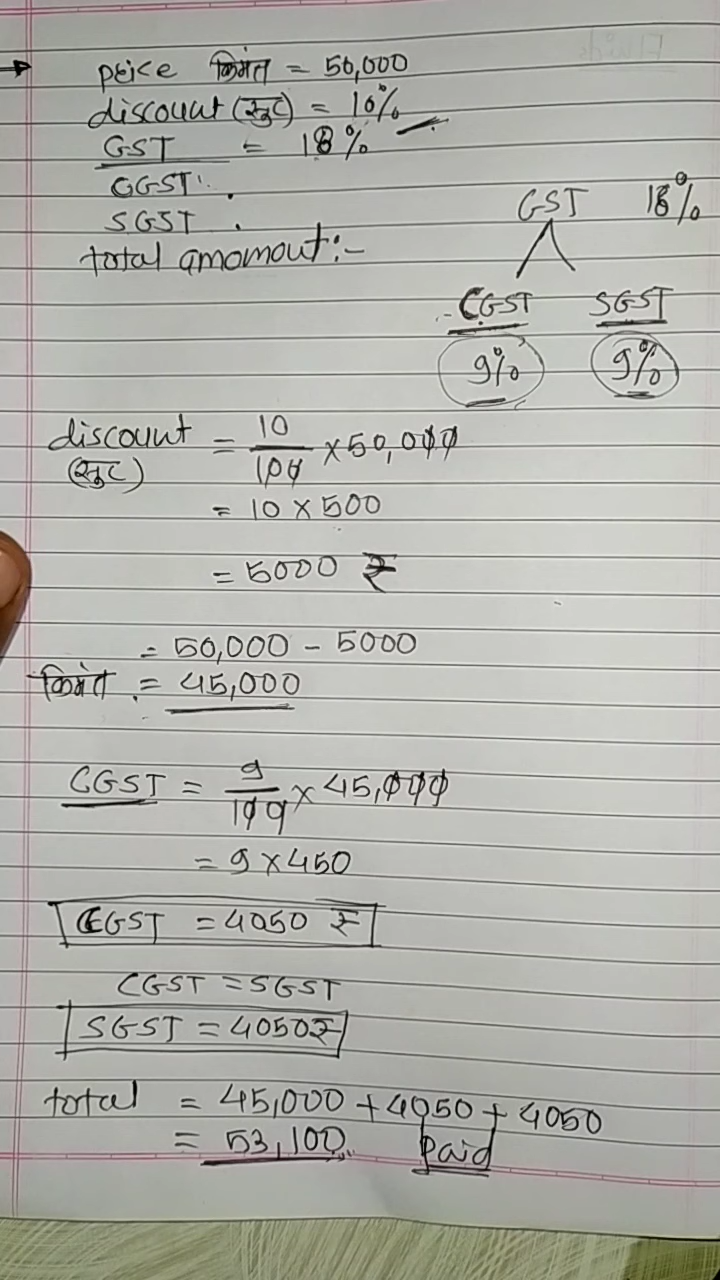 price किंमत = 50,000
discount (सुट) = 10%
GST = 18%
CGST
SGST
total amomout:-
GST 18%
CGST SGST
9% 9%
discount = 10/100 × 50,000
(सुट)
= 10 × 500
= 5000 ₹
= 50,000 - 5000
किंमत = 45,000
CGST = 9/100 × 45,000
= 9 × 450
CGST = 4050 ₹
CGST = SGST
SGST = 4050₹
total = 45,000 + 4050 + 4050
= 53,100 Paid